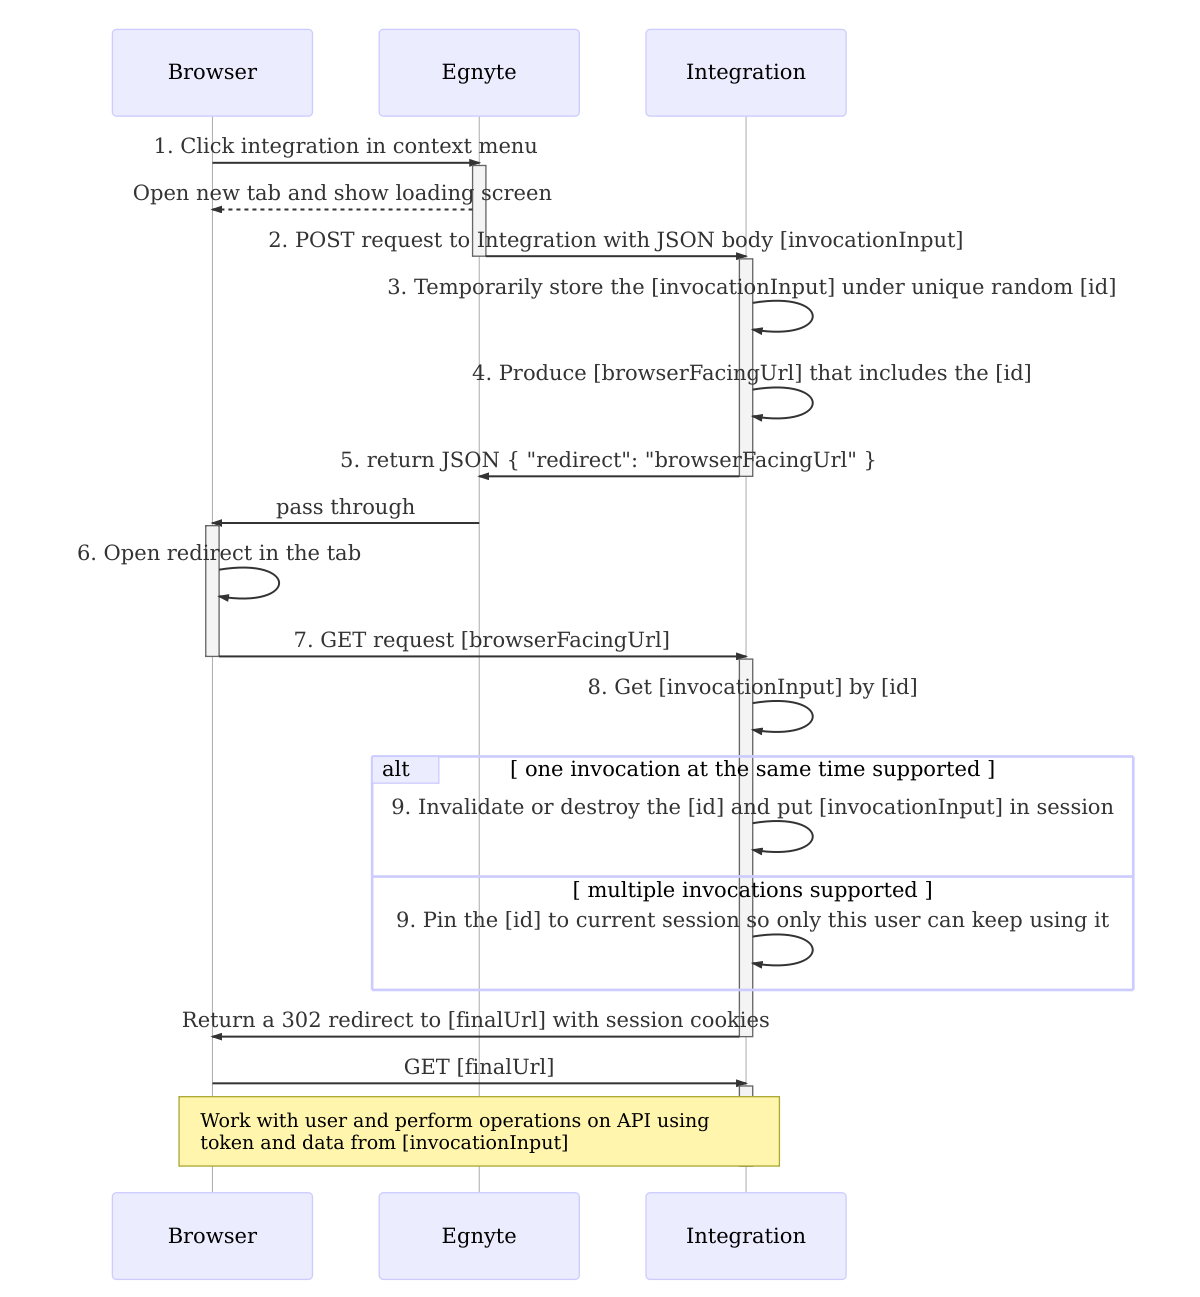 Browser
Egnyte
Integration
1. Click integration in context menu
Open new tab and show loading screen
2. POST request to Integration with JSON body [invocationInput]
3. Temporarily store the [invocationInput] under unique random [id]
4. Produce [browserFacingUrl] that includes the [id]
5. return JSON { "redirect": "browserFacingUrl" }
pass through
6. Open redirect in the tab
7. GET request [browserFacingUrl]
8. Get [invocationInput] by [id]
alt
[ one invocation at the same time supported ]
9. Invalidate or destroy the [id] and put [invocationInput] in session
[ multiple invocations supported ]
9. Pin the [id] to current session so only this user can keep using it
Return a 302 redirect to [finalUrl] with session cookies
GET [finalUrl]
Work with user and perform operations on API using
token and data from [invocationInput]
Browser
Egnyte
Integration